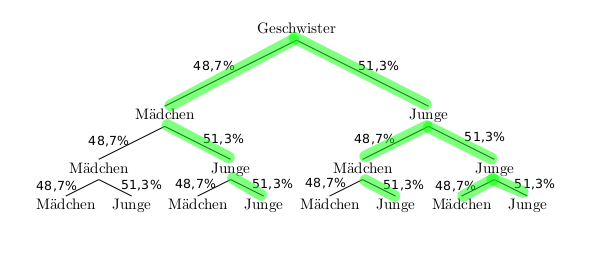 Geschwister
48,7% 51,3%
Mädchen Junge
48,7% 51,3% 48,7% 51,3%
Mädchen Junge Mädchen Junge
48,7% 51,3% 48,7% 51,3% 48,7% 51,3% 48,7% 51,3%
Mädchen Junge Mädchen Junge Mädchen Junge Mädchen Junge